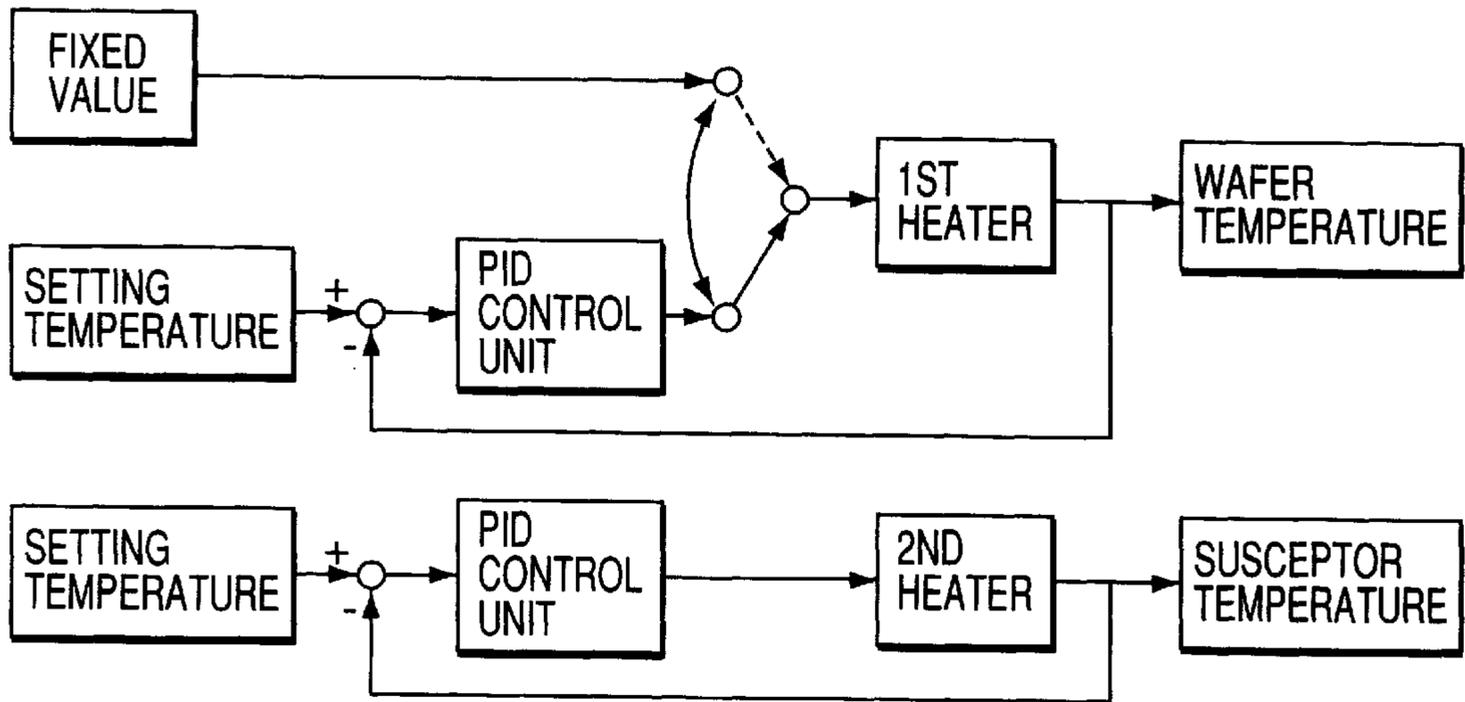 FIXED
VALUE
1ST
HEATER
WAFER
TEMPERATURE
SETTING
TEMPERATURE
+
-
PID
CONTROL
UNIT
SETTING
TEMPERATURE
+
-
PID
CONTROL
UNIT
2ND
HEATER
SUSCEPTOR
TEMPERATURE